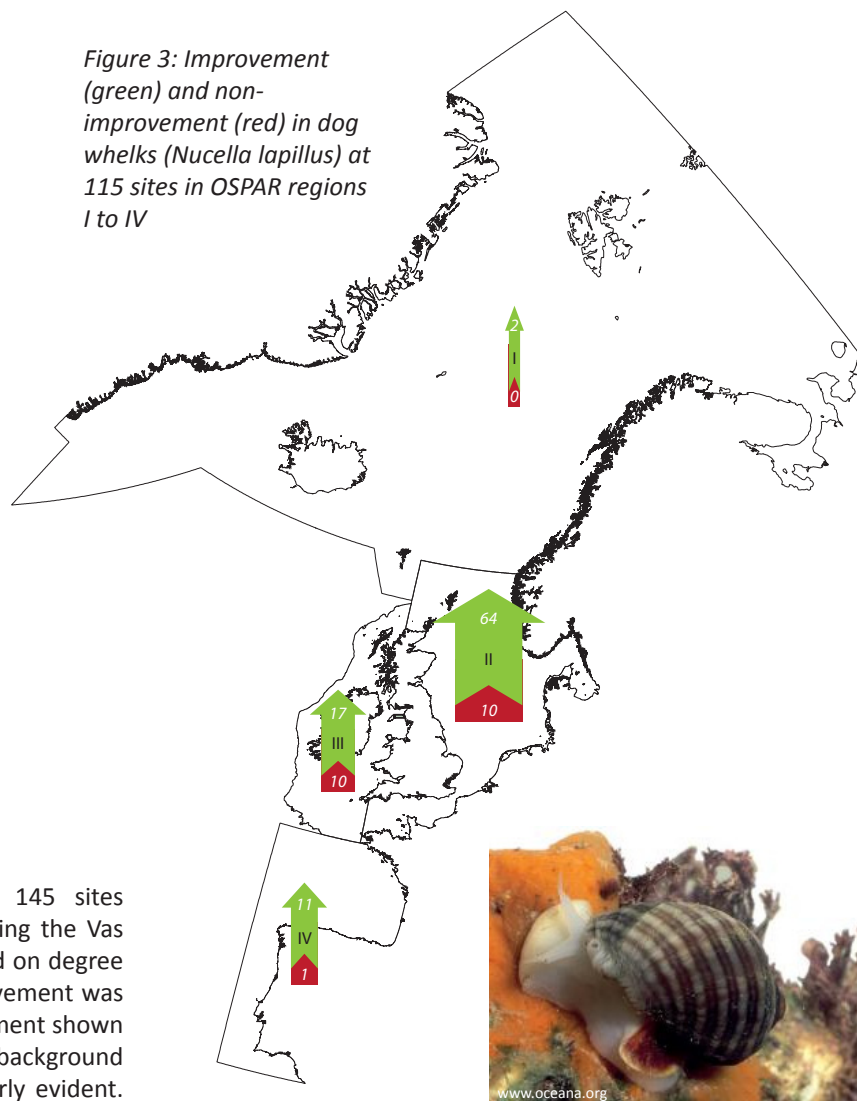 Figure 3: Improvement
(green) and non-
improvement (red) in dog
whelks (Nucella lapillus) at
115 sites in OSPAR regions
I to IV
2
I
0
64
II
10
17
III
10
11
IV
1
145 sites
ing the Vas
d on degree
vement was
ment shown
background
rly evident.
www.oceana.org